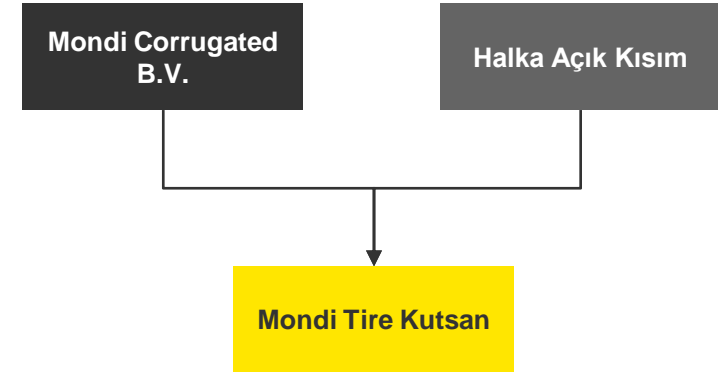 Mondi Corrugated
B.V.
Halka Açık Kısım
Mondi Tire Kutsan